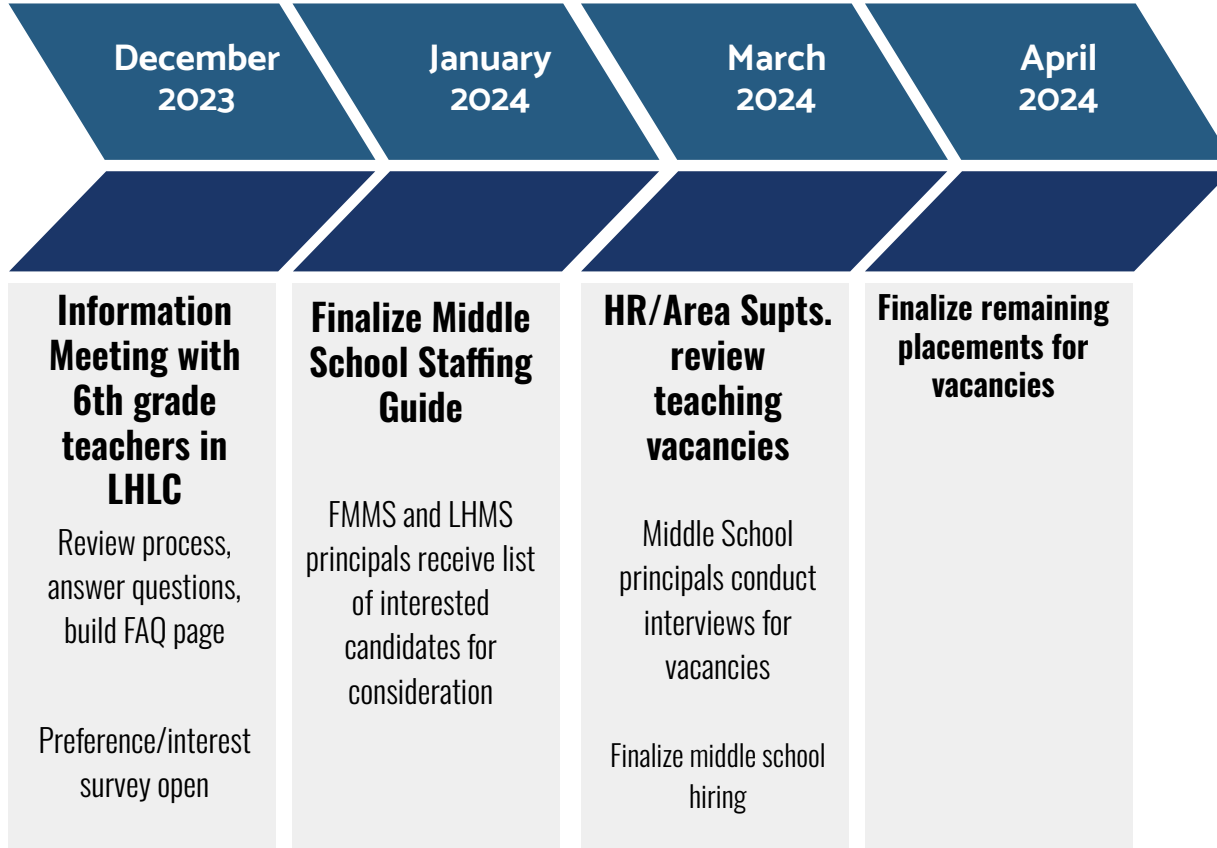 December
2023
January
2024
March
2024
April
2024
Information
Meeting with
6th grade
teachers in
LHLC
Review process,
answer questions,
build FAQ page
Preference/interest
survey open
Finalize Middle
School Staffing
Guide
FMMS and LHMS
principals receive list
of interested
candidates for
consideration
HR/Area Supts.
review
teaching
vacancies
Middle School
principals conduct
interviews for
vacancies
Finalize middle school
hiring
Finalize remaining
placements for
vacancies